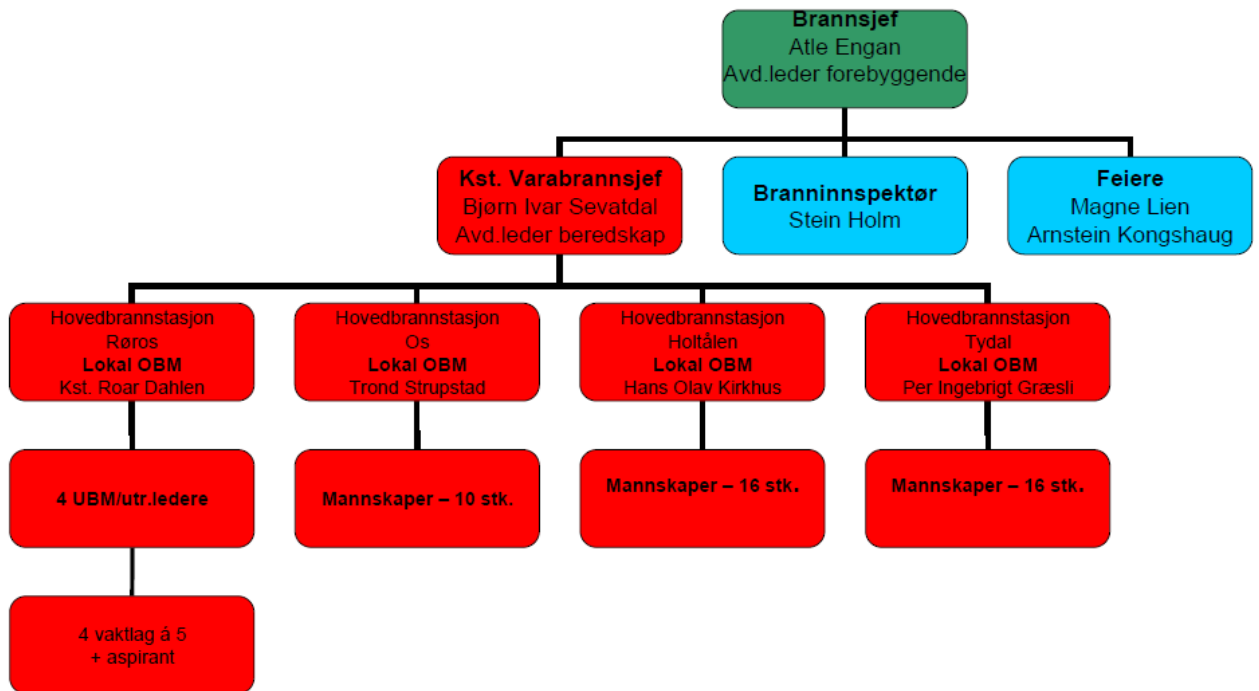 Brannsjef
Atle Engan
Avd.leder forebyggende
Kst. Varabrannsjef
Bjørn Ivar Sevatdal
Avd.leder beredskap
Branninnspektør
Stein Holm
Feiere
Magne Lien
Arnstein Kongshaug
Hovedbrannstasjon
Røros
Lokal OBM
Kst. Roar Dahlen
Hovedbrannstasjon
Os
Lokal OBM
Trond Strupstad
Hovedbrannstasjon
Holtålen
Lokal OBM
Hans Olav Kirkhus
Hovedbrannstasjon
Tydal
Lokal OBM
Per Ingebrigt Græsli
4 UBM/utr.ledere
Mannskaper – 10 stk.
Mannskaper – 16 stk.
Mannskaper – 16 stk.
4 vaktlag á 5
+ aspirant